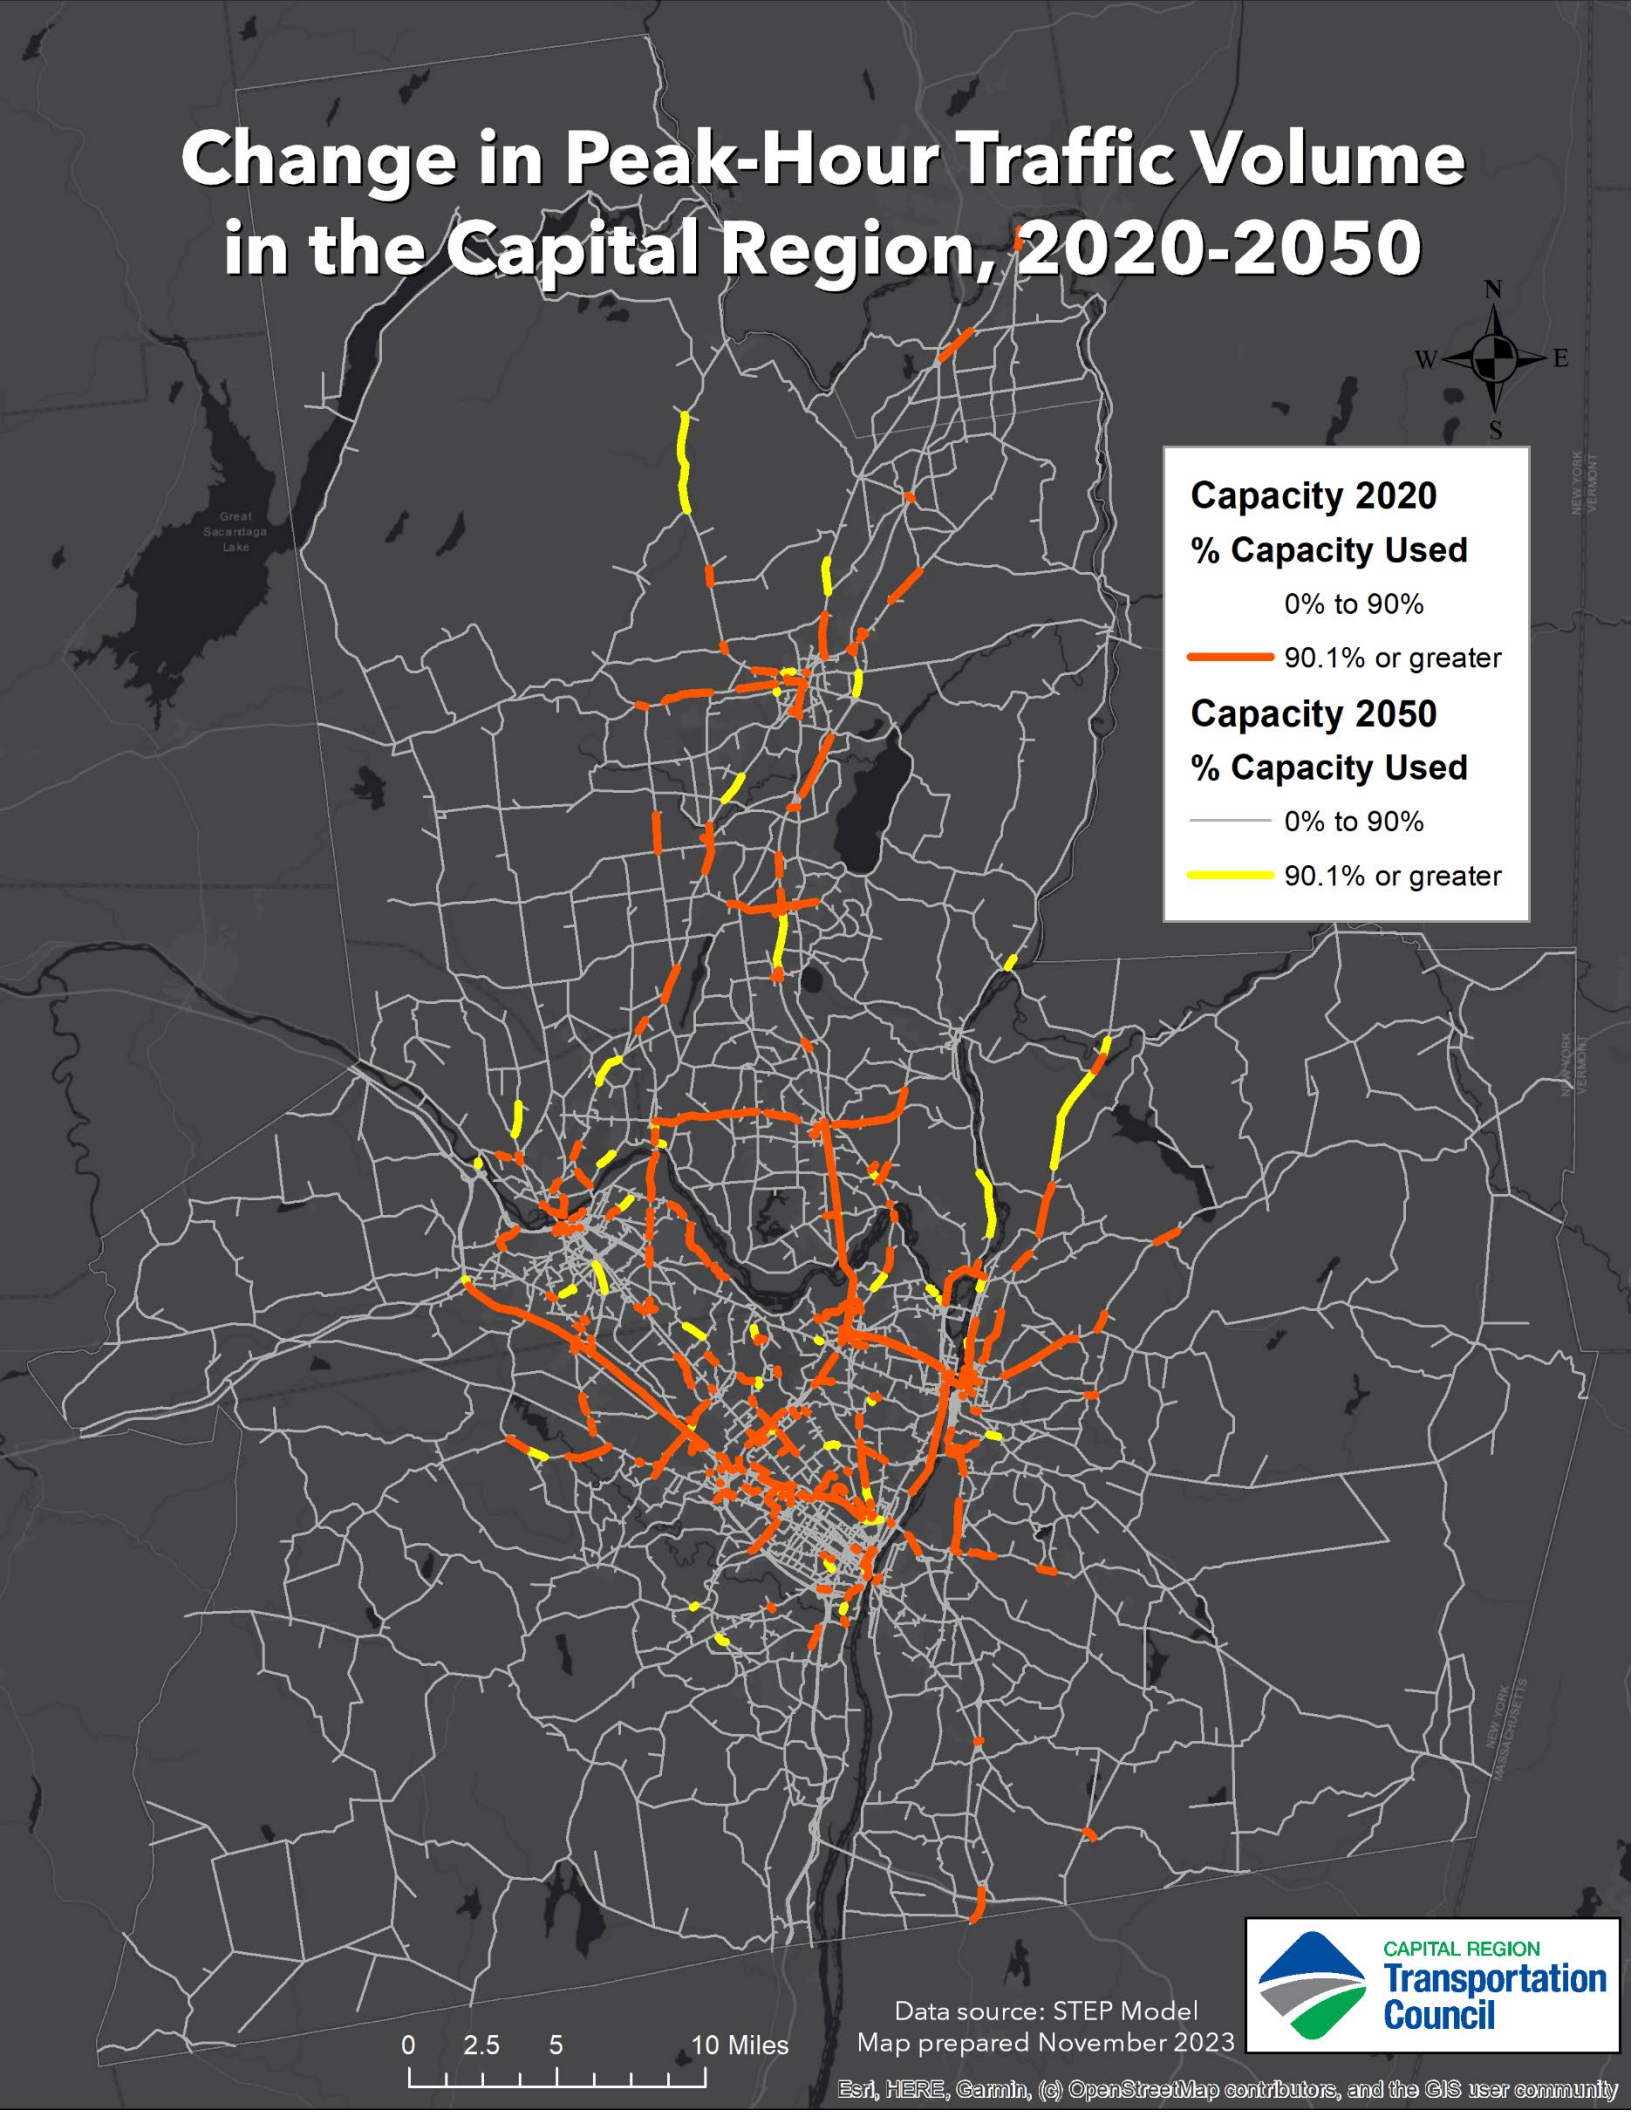 Change in Peak-Hour Traffic Volume
in the Capital Region, 2020-2050
N
W
E
S
Great
Sacandaga
Lake
Capacity 2020
% Capacity Used
0% to 90%
90.1% or greater
Capacity 2050
% Capacity Used
0% to 90%
90.1% or greater
NEW YORK
VERMONT
NEW YORK
VERMONT
NEW YORK
MASSACHUSETTS
CAPITAL REGION
Transportation
Council
Data source: STEP Model
Map prepared November 2023
0 2.5 5 10 Miles
Esri, HERE, Garmin, (c) OpenStreetMap contributors, and the GIS user community